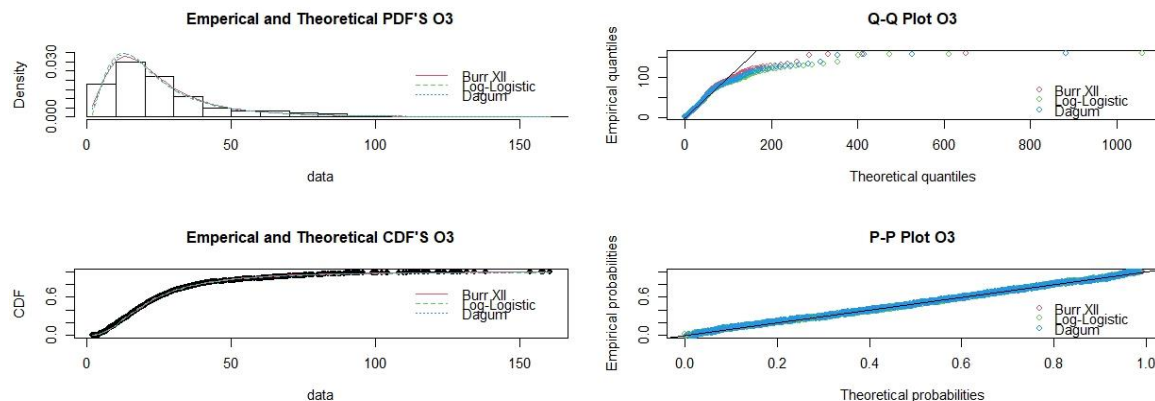 Emperical and Theoretical PDF'S O3
Density
0.000 0.030
Burr XII
Log-Logistic
Dagum
0 50 100 150
data
Q-Q Plot O3
Empirical quantiles
0 100
Burr XII
Log-Logistic
Dagum
0 200 400 600 800 1000
Theoretical quantiles
Emperical and Theoretical CDF'S O3
CDF
0.0 0.6
Burr XII
Log-Logistic
Dagum
0 50 100 150
data
P-P Plot O3
Empirical probabilities
0.0 0.6
Burr XII
Log-Logistic
Dagum
0.0 0.2 0.4 0.6 0.8 1.0
Theoretical probabilities